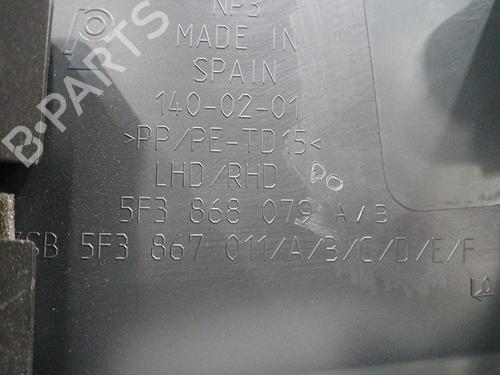 NP3
MADE IN
SPAIN
140-02-01
>PP/PE-TD15<
LHD/RHD
5F3 868 079 A/B
ZSB 5F3 867 011/A/B/C/D/E/F
B-PARTS